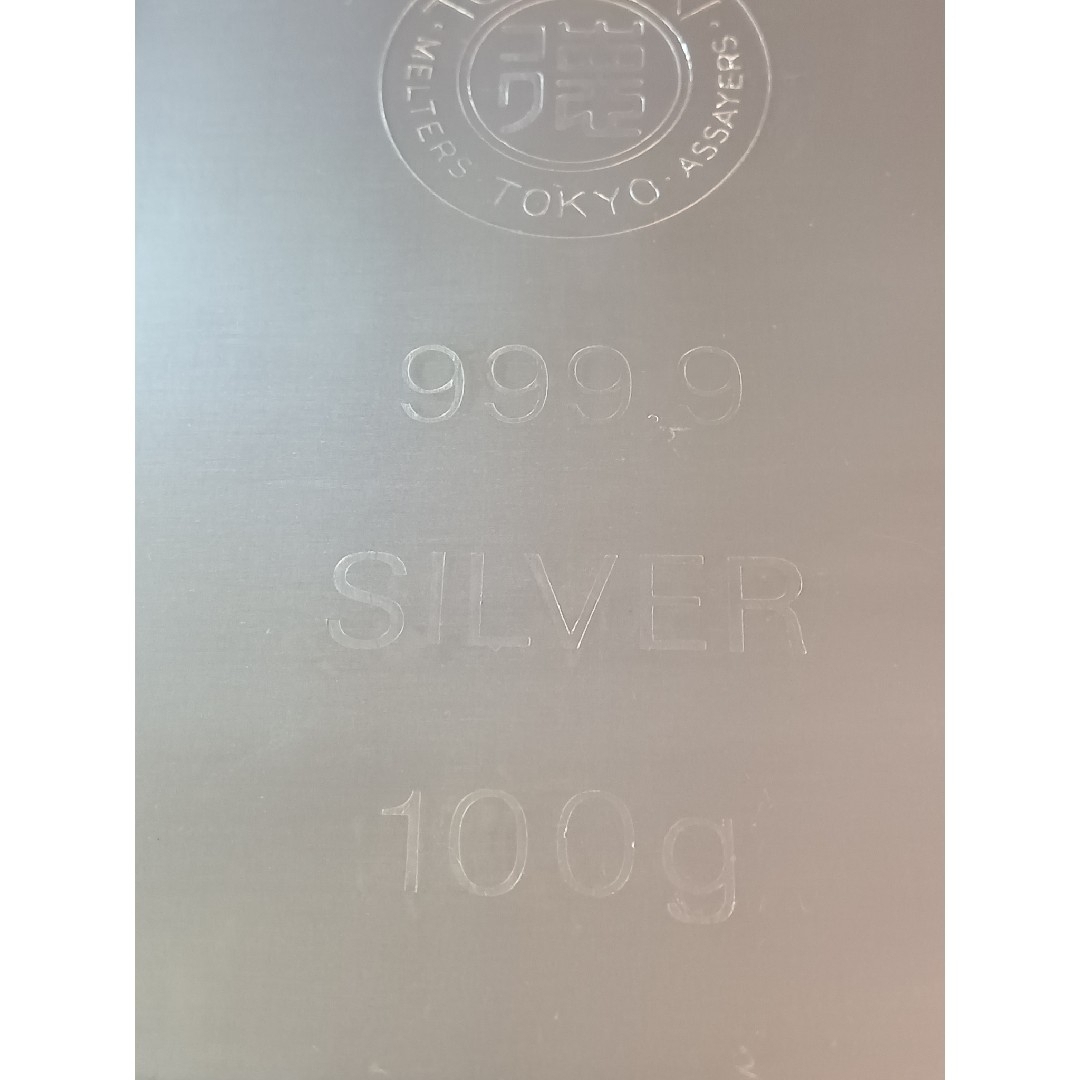 · MELTERS TOKYO · ASSAYERS ·
999.9
SILVER
100g